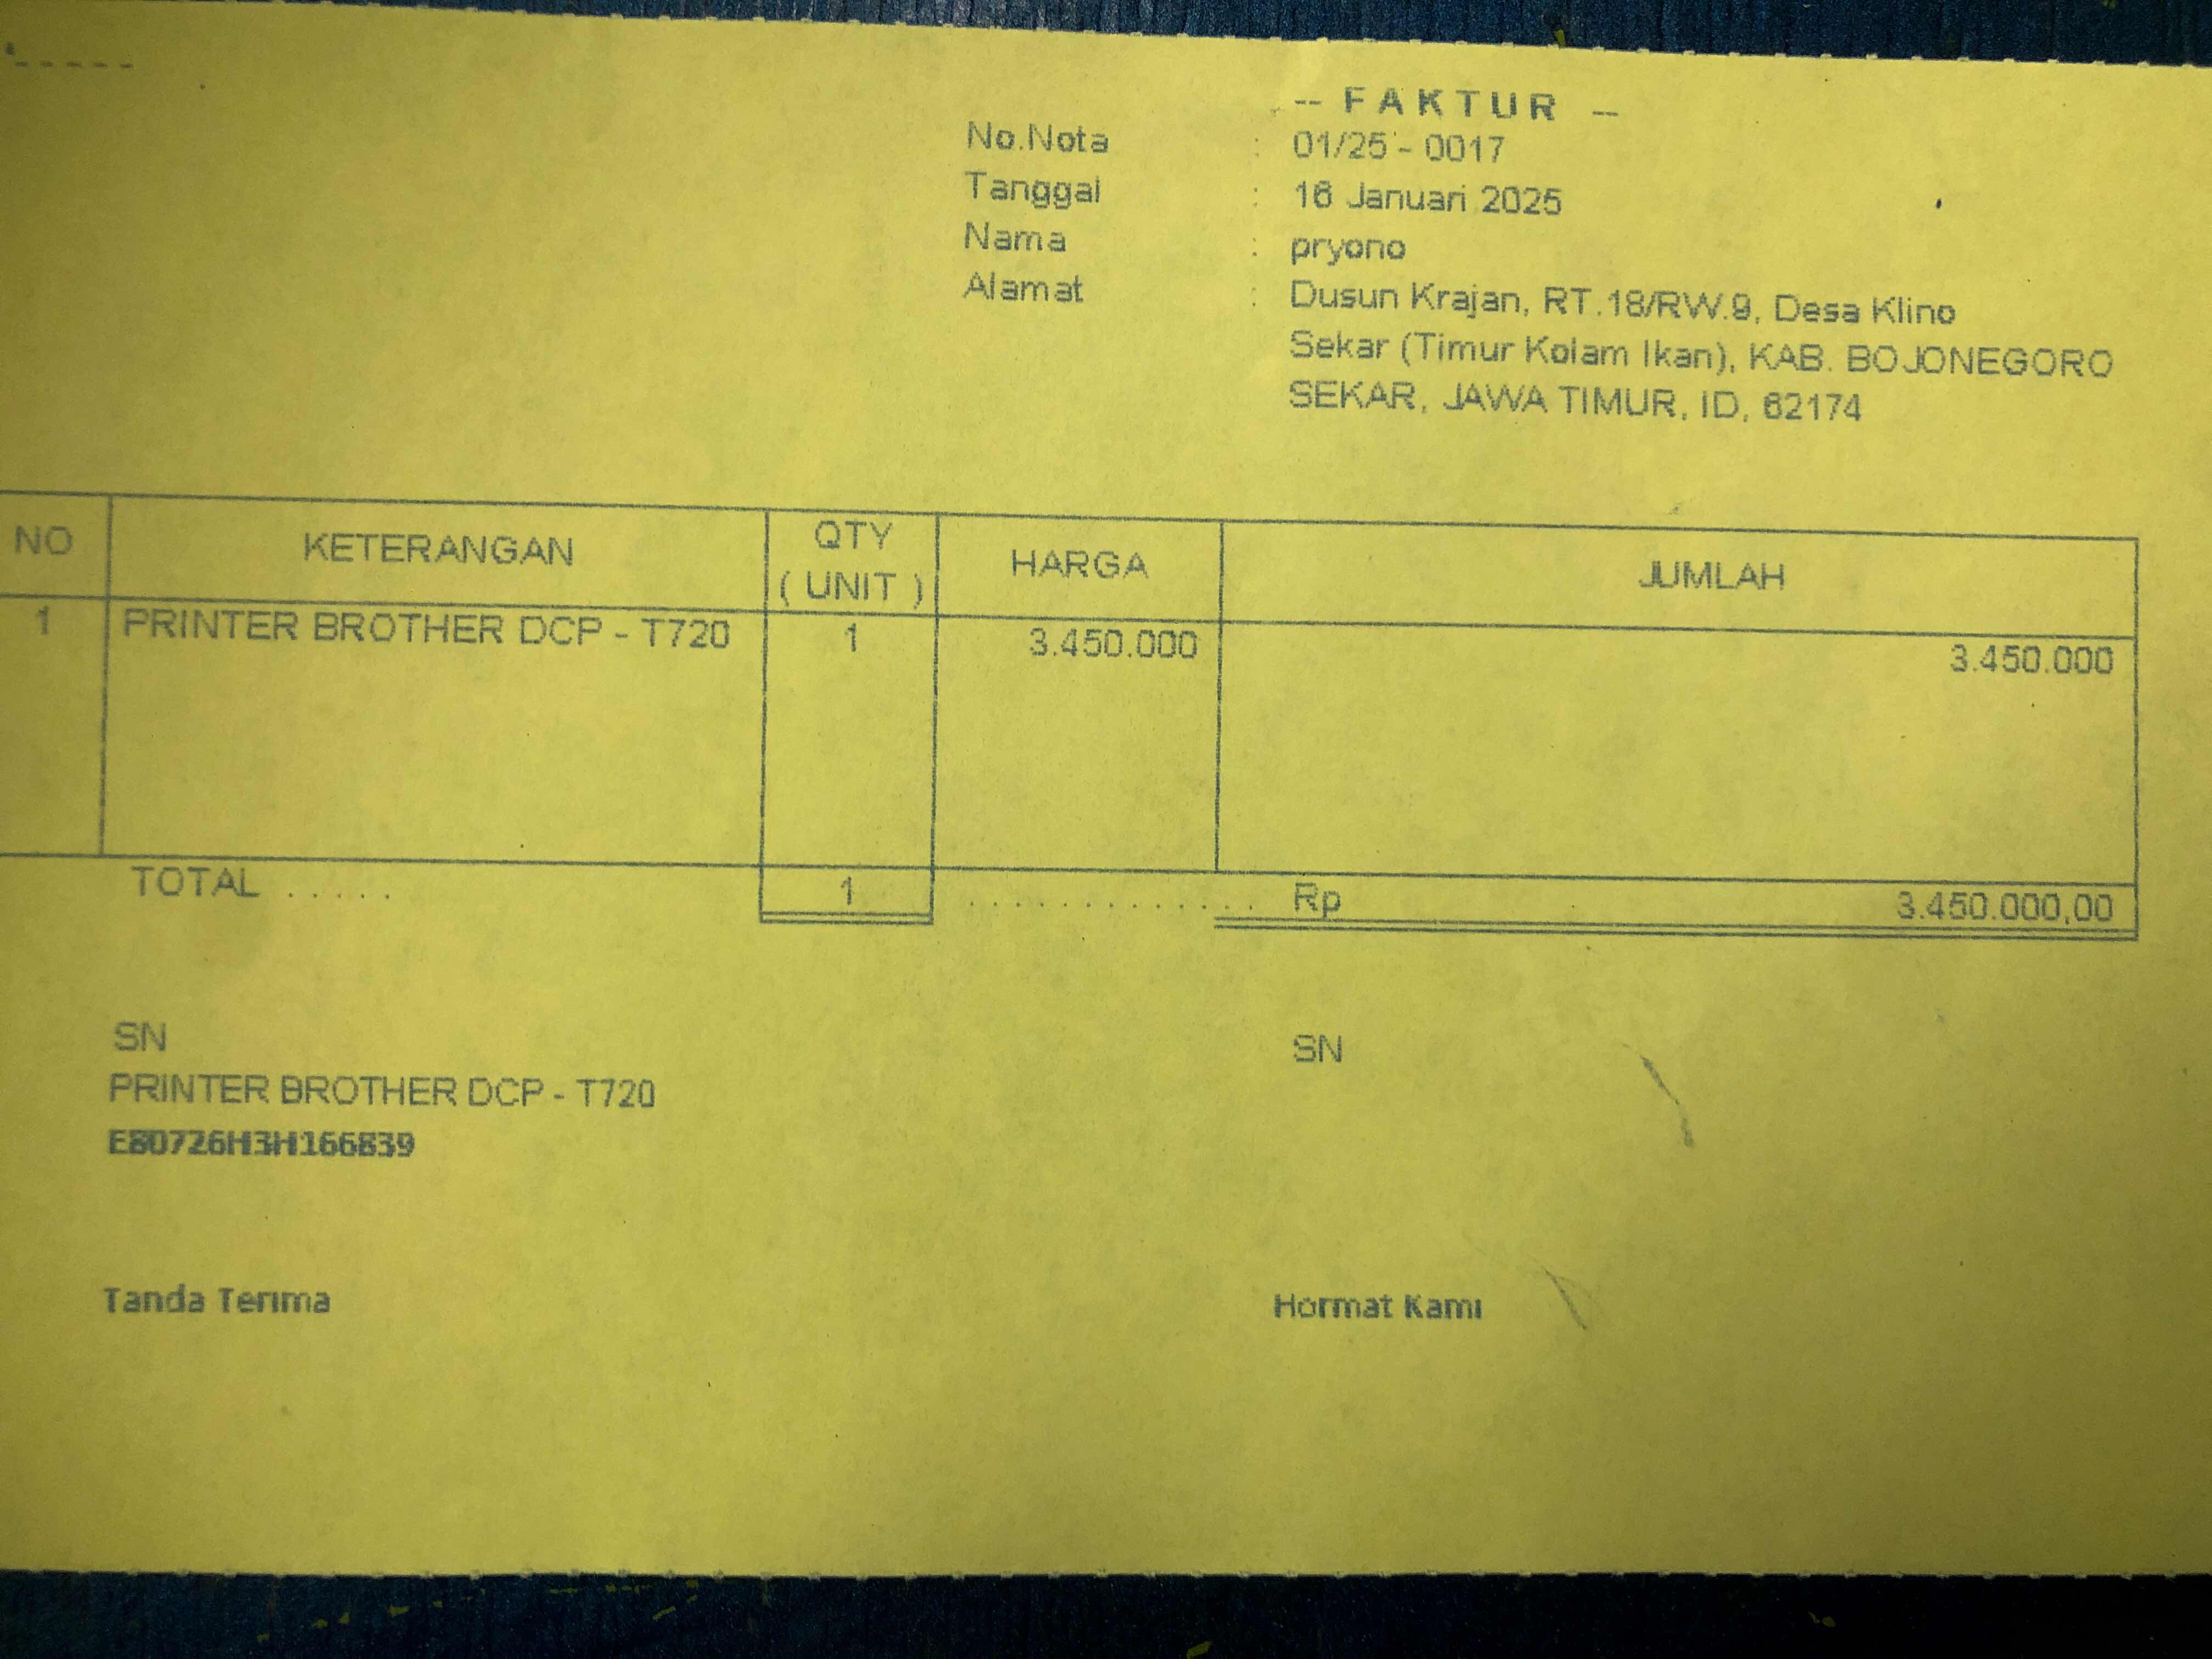 -- FAKTUR --
No.Nota : 01/25 - 0017
Tanggal : 16 Januari 2025
Nama : pryono
Alamat : Dusun Krajan, RT.18/RW.9, Desa Klino
Sekar (Timur Kolam Ikan), KAB. BOJONEGORO
SEKAR, JAWA TIMUR, ID, 62174
NO KETERANGAN QTY ( UNIT ) HARGA JUMLAH
1 PRINTER BROTHER DCP - T720 1 3.450.000 3.450.000
TOTAL ..... 1 ............. Rp 3.450.000,00
SN SN
PRINTER BROTHER DCP - T720
E80726H3H166839
Tanda Terima Hormat Kami